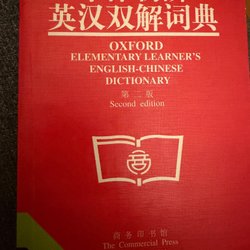 英汉双解词典
OXFORD
ELEMENTARY LEARNER'S
ENGLISH-CHINESE
DICTIONARY
第二版
Second edition
商务印书馆
The Commercial Press